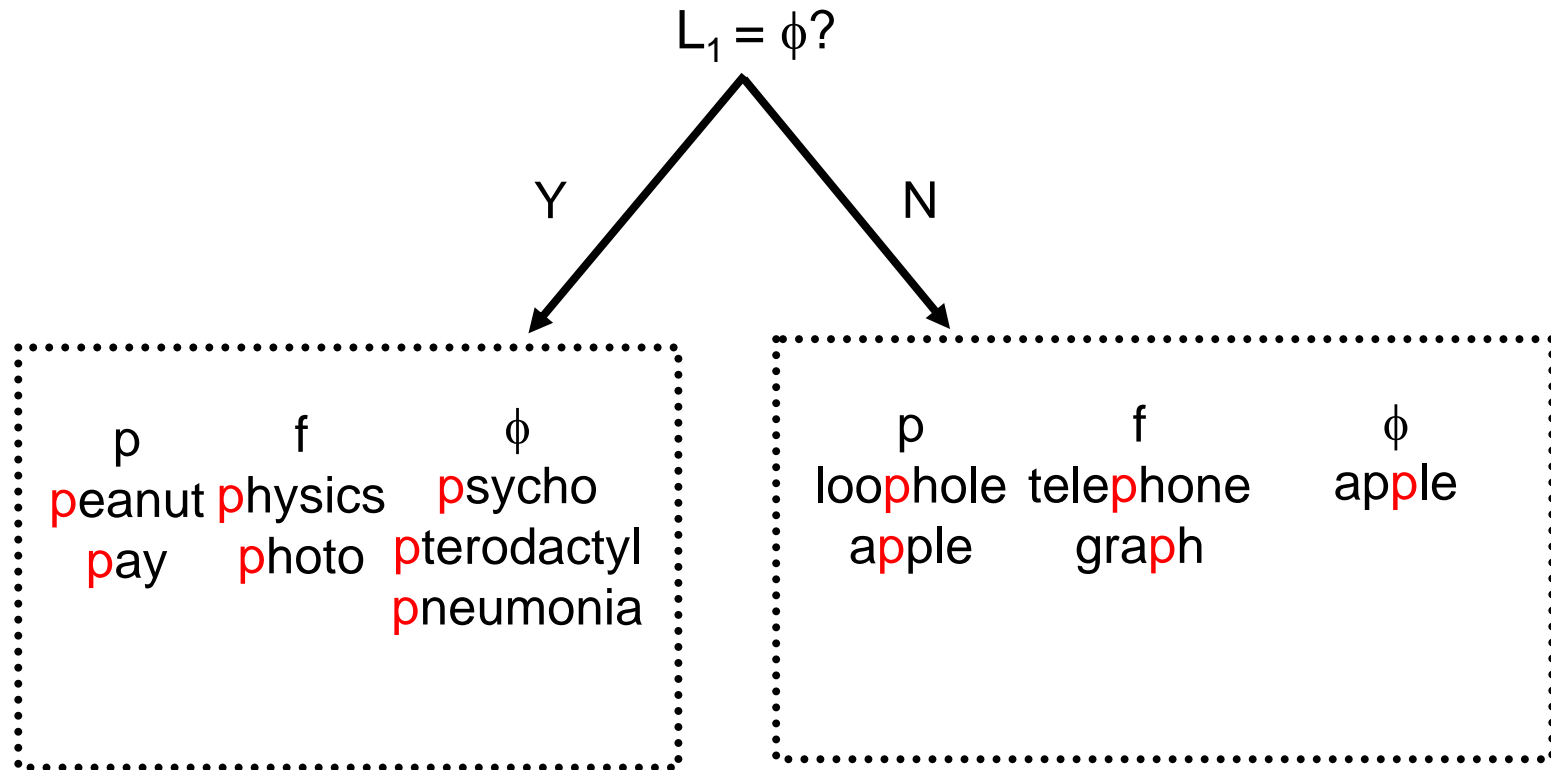 L₁ = ϕ?
Y
N
p f ϕ
peanut physics psycho
pay photo pterodactyl
pneumonia
p f ϕ
loophole telephone apple
apple graph